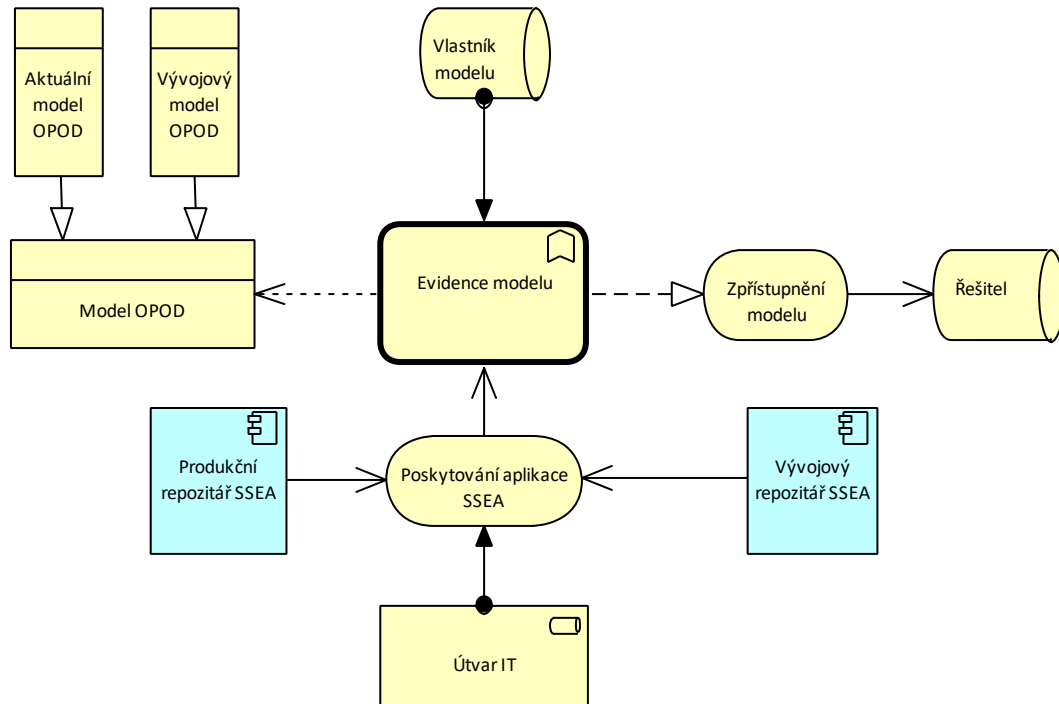 Aktuální
model
OPOD
Vývojový
model
OPOD
Vlastník
modelu
Model OPOD
Evidence modelu
Zpřístupnění
modelu
Řešitel
Produkční
repozitář SSEA
Poskytování aplikace
SSEA
Vývojový
repozitář SSEA
Útvar IT